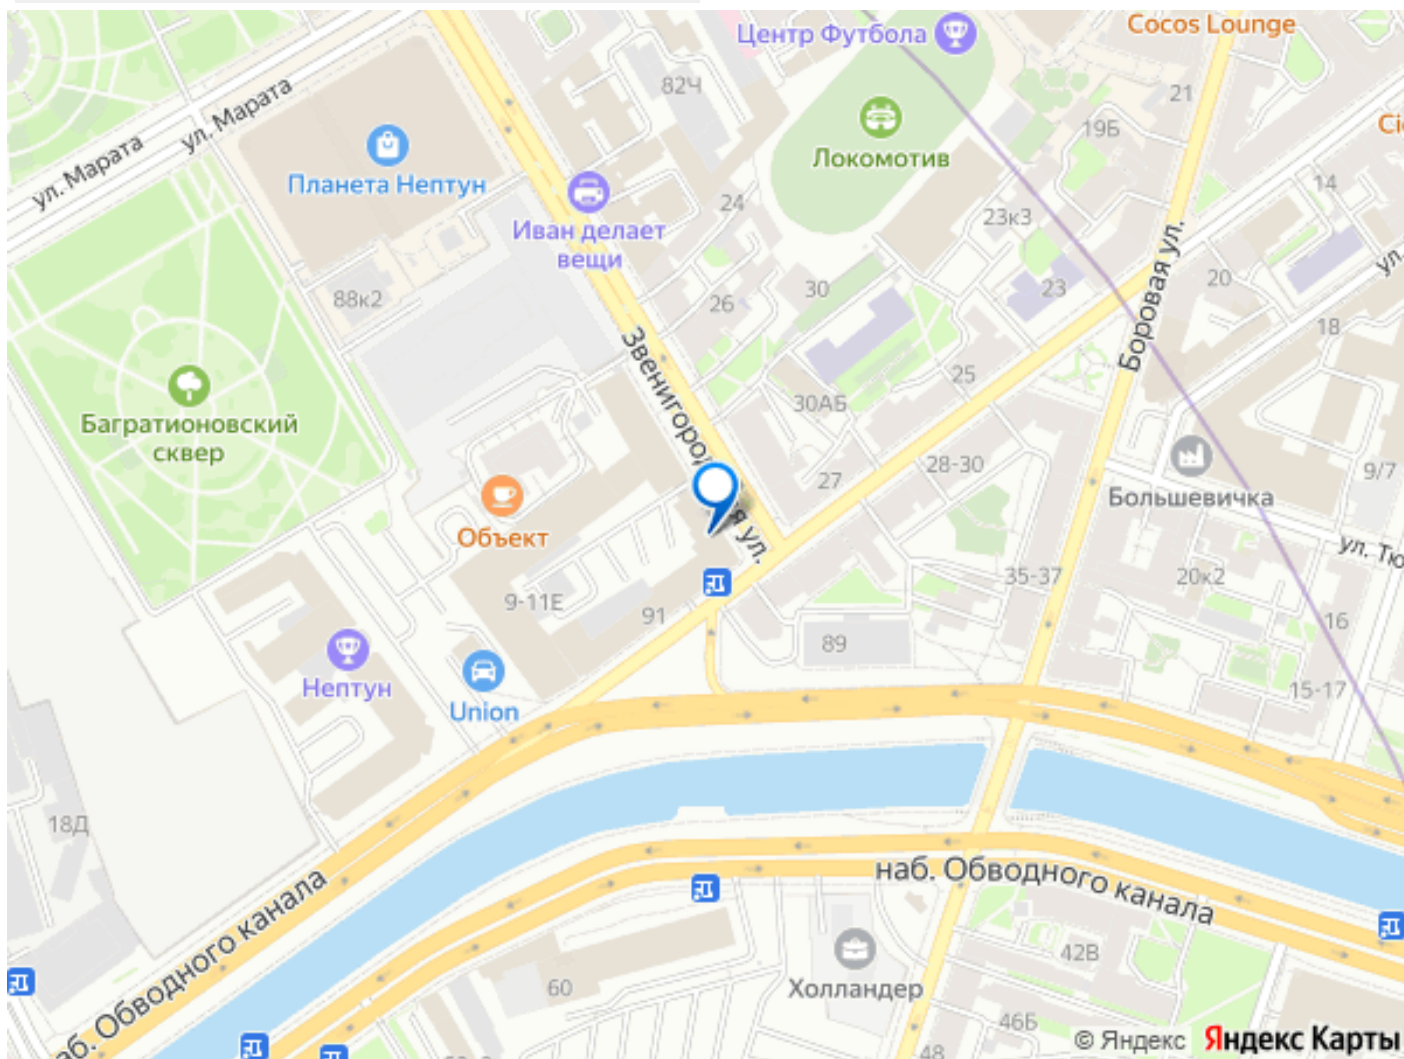 Центр Футбола
Cocos Lounge
82Ч
21
19Б
ул. Марата
ул. Марата
Локомотив
Планета Нептун
14
24
23к3
Иван делает
вещи
ул.
88к2
26
30
23
20
Боровая ул.
18
Звенигородская ул.
25
30АБ
Багратионовский
сквер
27
28-30
9/7
Большевичка
Объект
35-37
20к2
9-11Е
91
16
89
Нептун
15-17
Union
18Д
наб. Обводного канала
наб. Обводного канала
42В
60
Холландер
46Б
48
© Яндекс Яндекс Карты